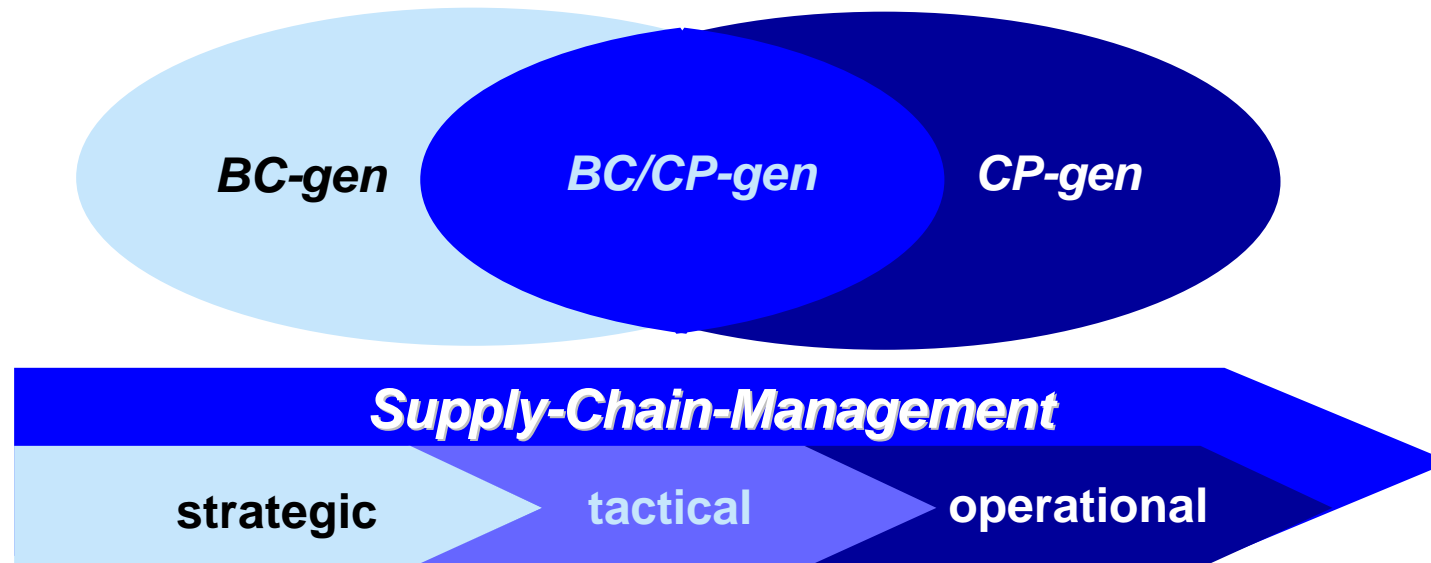 BC-gen
BC/CP-gen
CP-gen
Supply-Chain-Management
strategic
tactical
operational